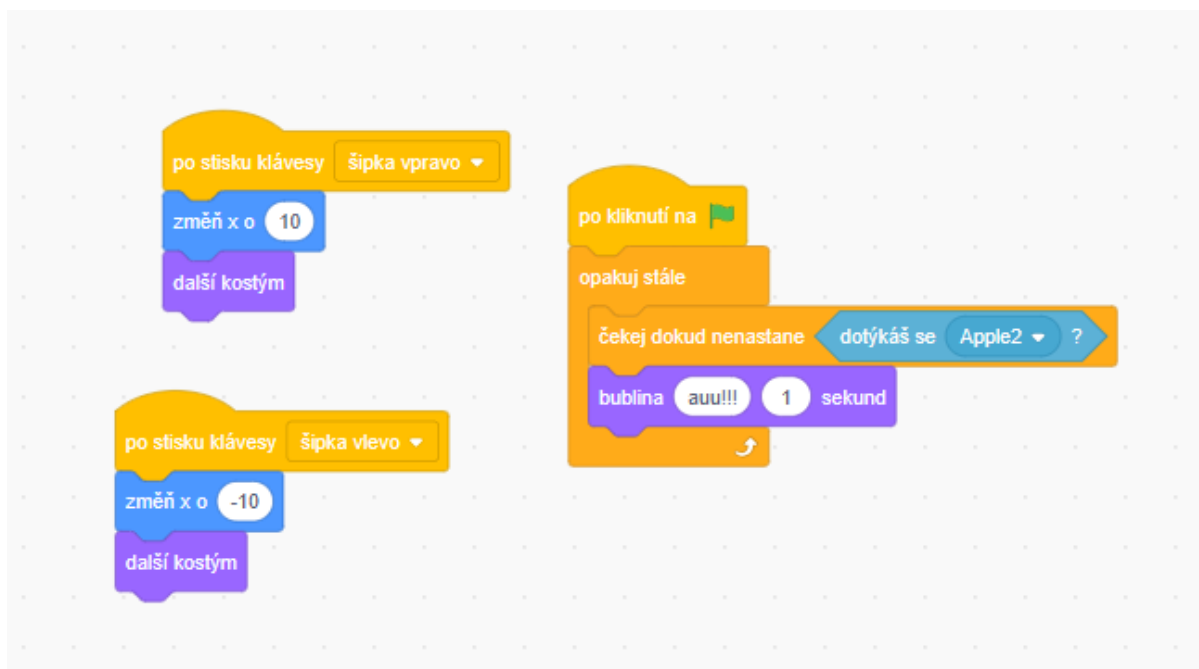 po stisku klávesy šipka vpravo
změň x o 10
další kostým
po stisku klávesy šipka vlevo
změň x o -10
další kostým
po kliknutí na
opakuj stále
čekej dokud nenastane dotýkáš se Apple2 ?
bublina auu!!! 1 sekund